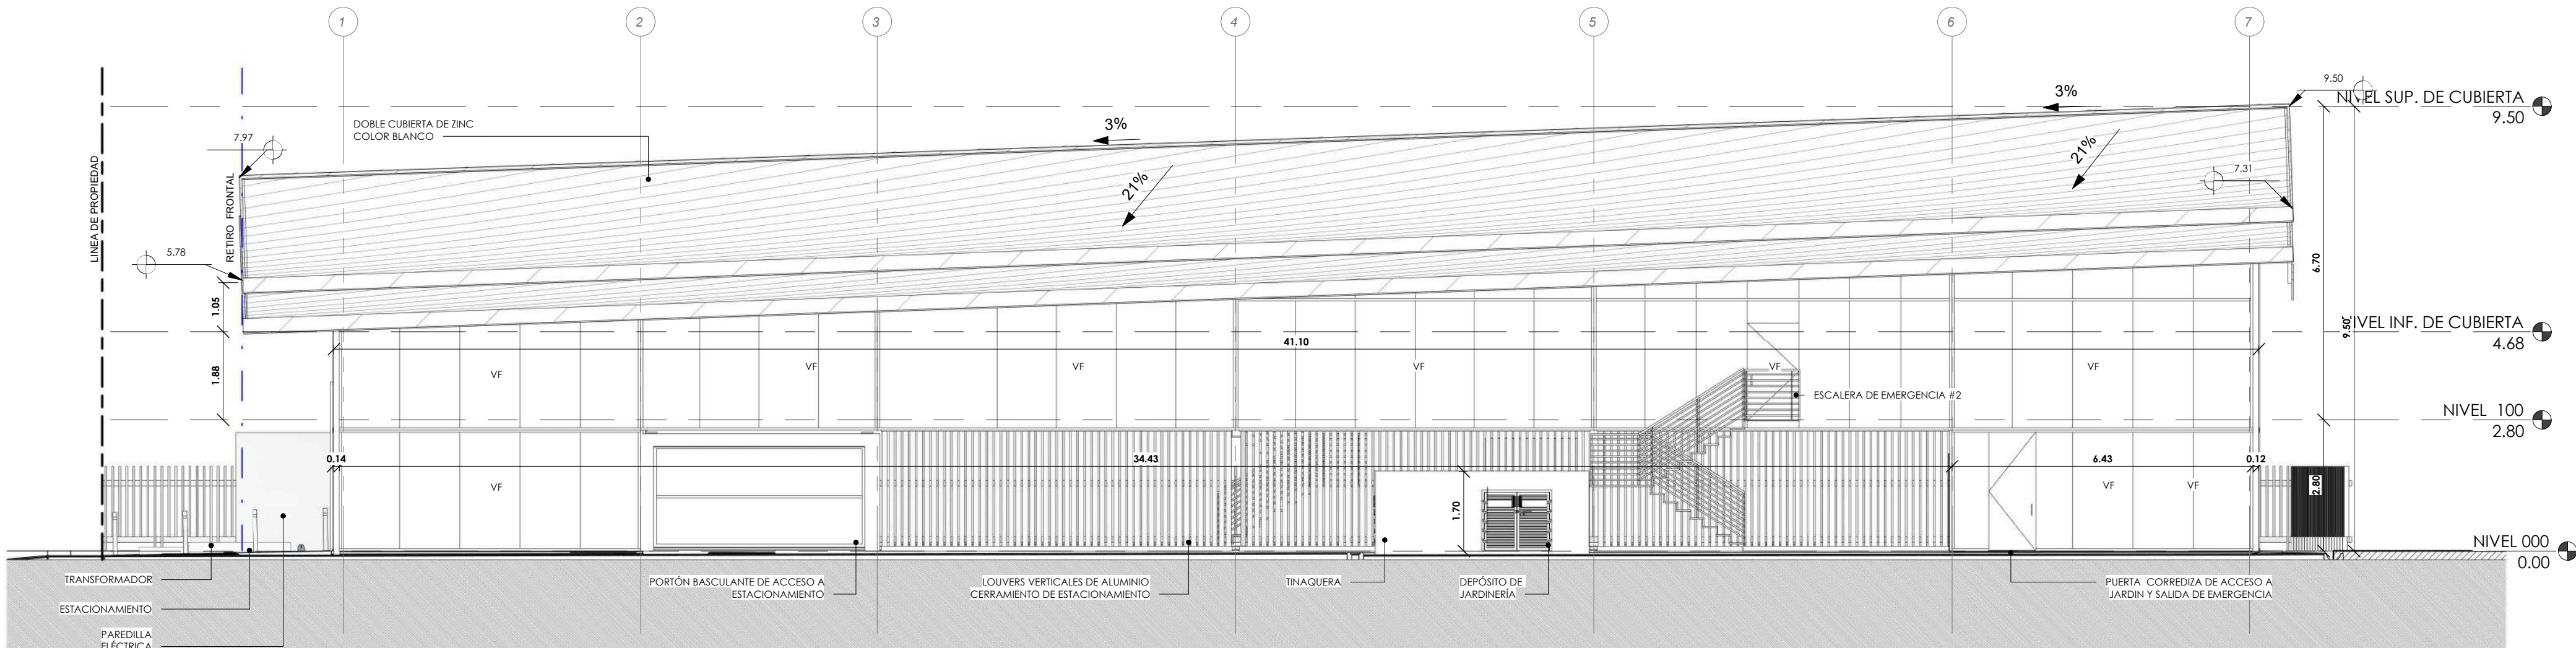 1
2
3
4
5
6
7
9.50
3%
NIVEL SUP. DE CUBIERTA
9.50
3%
DOBLE CUBIERTA DE ZINC
COLOR BLANCO
7.97
21%
21%
7.31
LINEA DE PROPIEDAD
RETIRO FRONTAL
5.78
1.05
6.70
9.50
NIVEL INF. DE CUBIERTA
4.68
41.10
1.88
VF
VF
VF
VF
VF
VF
ESCALERA DE EMERGENCIA #2
NIVEL 100
2.80
0.14
34.43
6.43
0.12
VF
VF
VF
2.80
1.70
NIVEL 000
0.00
TRANSFORMADOR
ESTACIONAMIENTO
PAREDILLA
ELÉCTRICA
PORTÓN BASCULANTE DE ACCESO A
ESTACIONAMIENTO
LOUVERS VERTICALES DE ALUMINIO
CERRAMIENTO DE ESTACIONAMIENTO
TINAQUERA
DEPÓSITO DE
JARDINERÍA
PUERTA CORREDIZA DE ACCESO A
JARDIN Y SALIDA DE EMERGENCIA